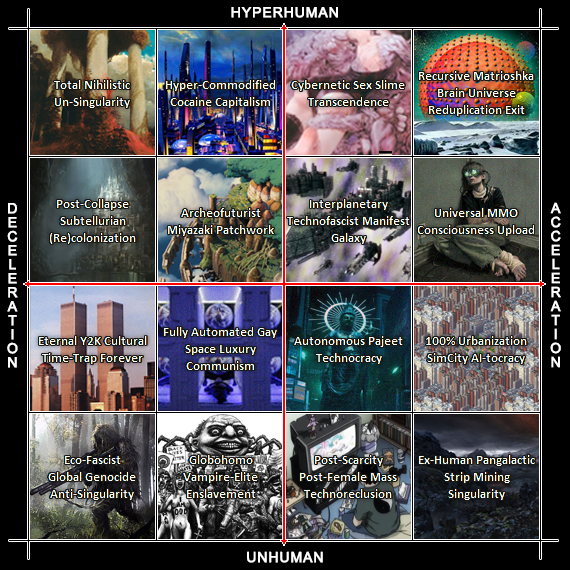 HYPERHUMAN
Total Nihilistic
Un-Singularity
Hyper-Commodified
Cocaine Capitalism
Cybernetic Sex Slime
Transcendence
Recursive Matrioshka
Brain Universe
Reduplication Exit
DECELERATION
ACCELERATION
Post-Collapse
Subtellurian
(Re)colonization
Archeofuturist
Miyazaki Patchwork
Interplanetary
Technofascist Manifest
Galaxy
Universal MMO
Consciousness Upload
Eternal Y2K Cultural
Time-Trap Forever
Fully Automated Gay
Space Luxury
Communism
Autonomous Pajeet
Technocracy
100% Urbanization
SimCity AI-tocracy
Eco-Fascist
Global Genocide
Anti-Singularity
Globohomo
Vampire-Elite
Enslavement
Post-Scarcity
Post-Female Mass
Technoreclusion
Ex-Human Pangalactic
Strip Mining
Singularity
UNHUMAN